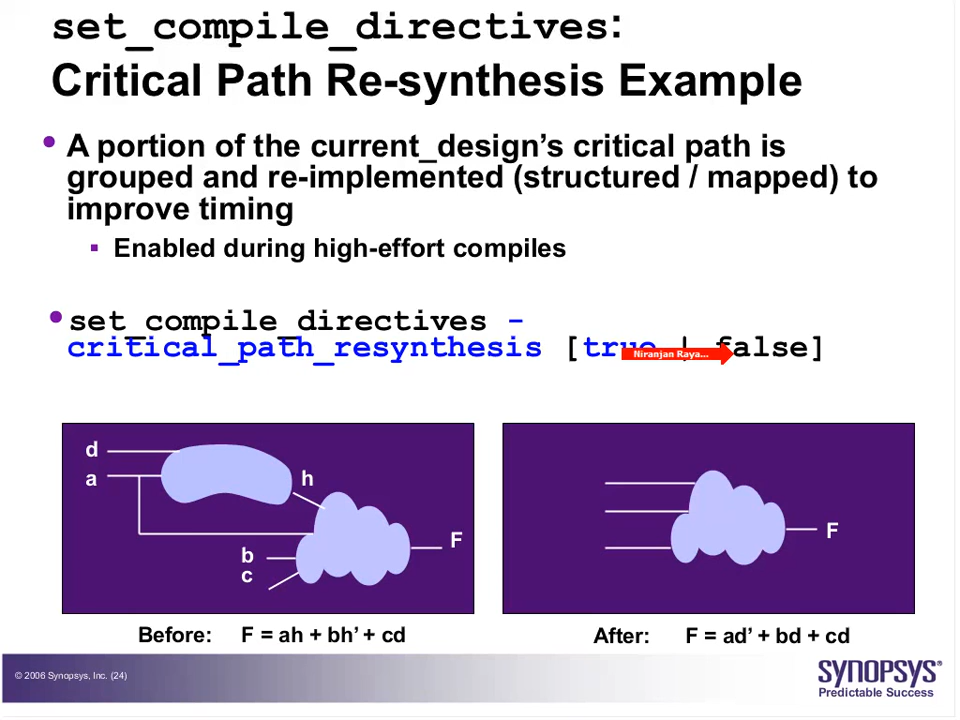 set_compile_directives:
Critical Path Re-synthesis Example
• A portion of the current_design’s critical path is
grouped and re-implemented (structured / mapped) to
improve timing
▪ Enabled during high-effort compiles
• set_compile_directives -
critical_path_resynthesis [true | false]
Niranjan Raya...
d
a
h
b
c
F
F
Before: F = ah + bh’ + cd
After: F = ad’ + bd + cd
© 2006 Synopsys, Inc. (24)
SYNOPSYS®
Predictable Success